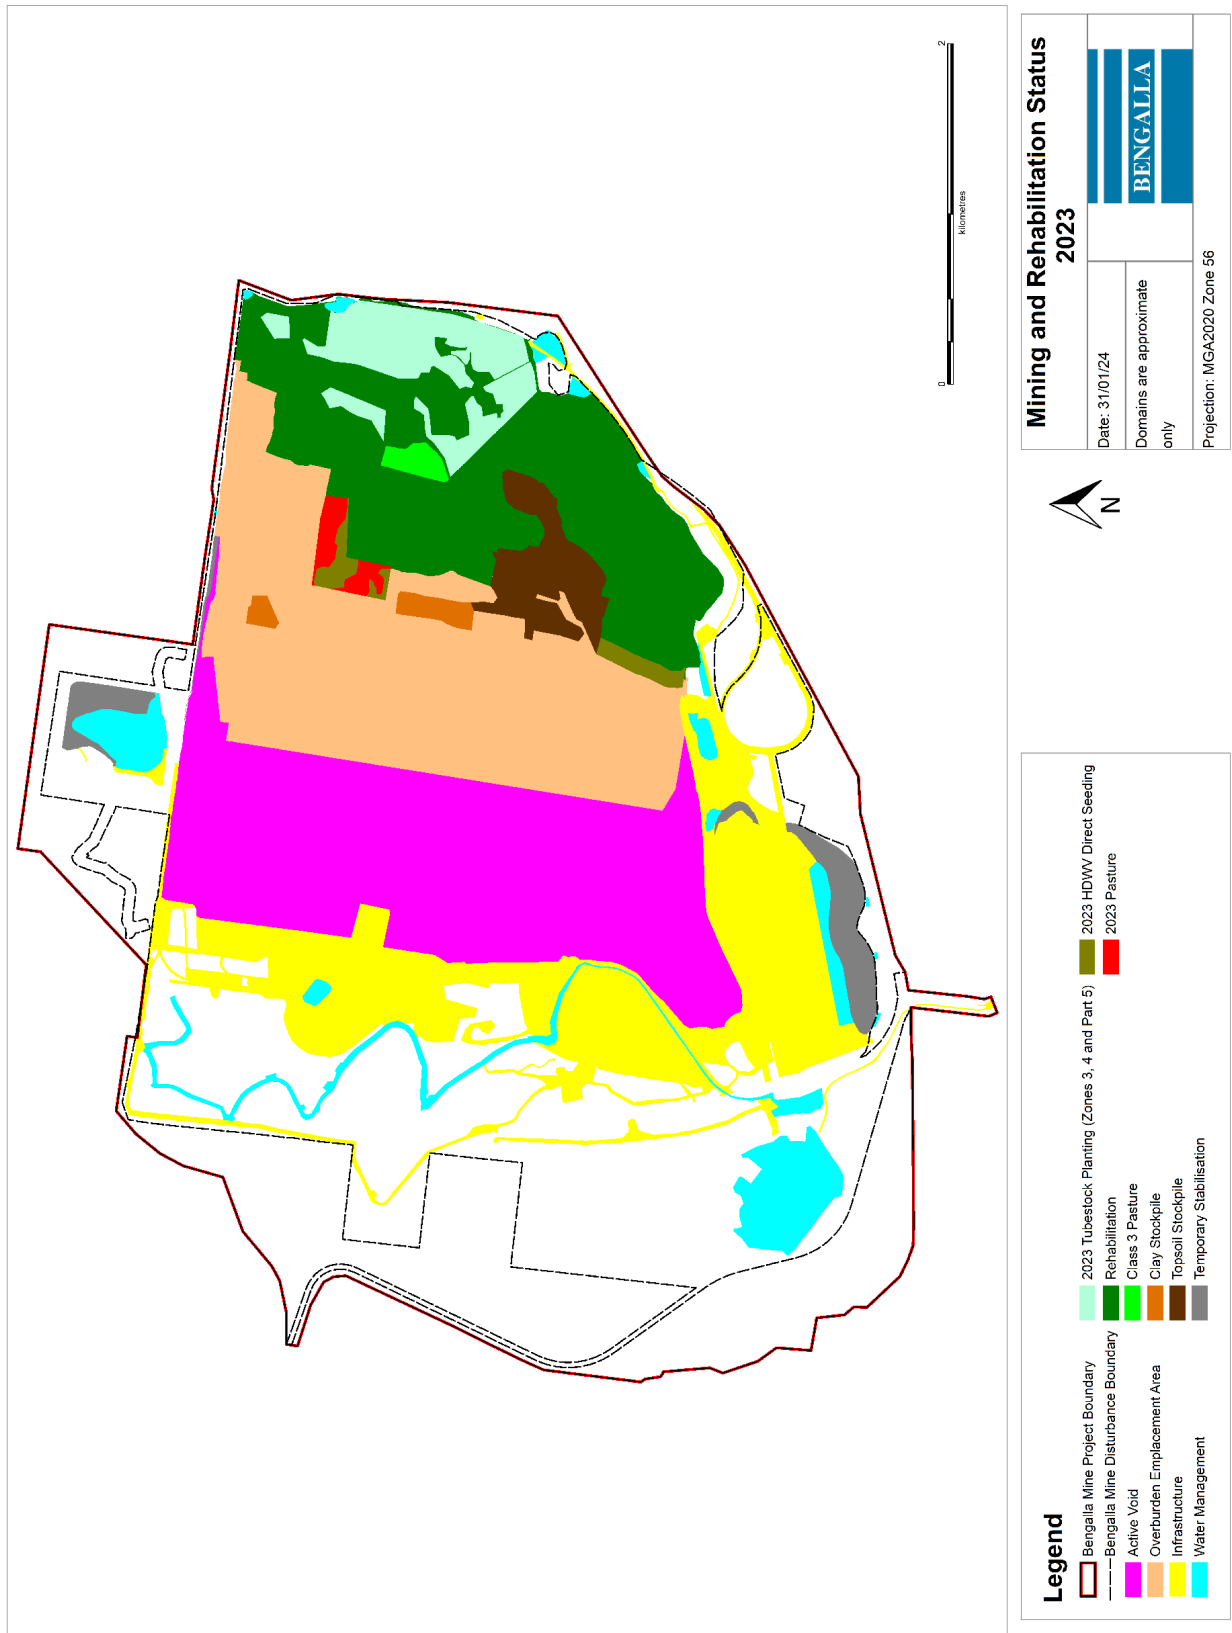 0
2
kilometres
Legend
Bengalla Mine Project Boundary
Bengalla Mine Disturbance Boundary
Active Void
Overburden Emplacement Area
Infrastructure
Water Management
2023 Tubestock Planting (Zones 3, 4 and Part 5)
Rehabilitation
Class 3 Pasture
Clay Stockpile
Topsoil Stockpile
Temporary Stabilisation
2023 HDWV Direct Seeding
2023 Pasture
N
Mining and Rehabilitation Status
2023
Date: 31/01/24
Domains are approximate
only
Projection: MGA2020 Zone 56
BENGALLA